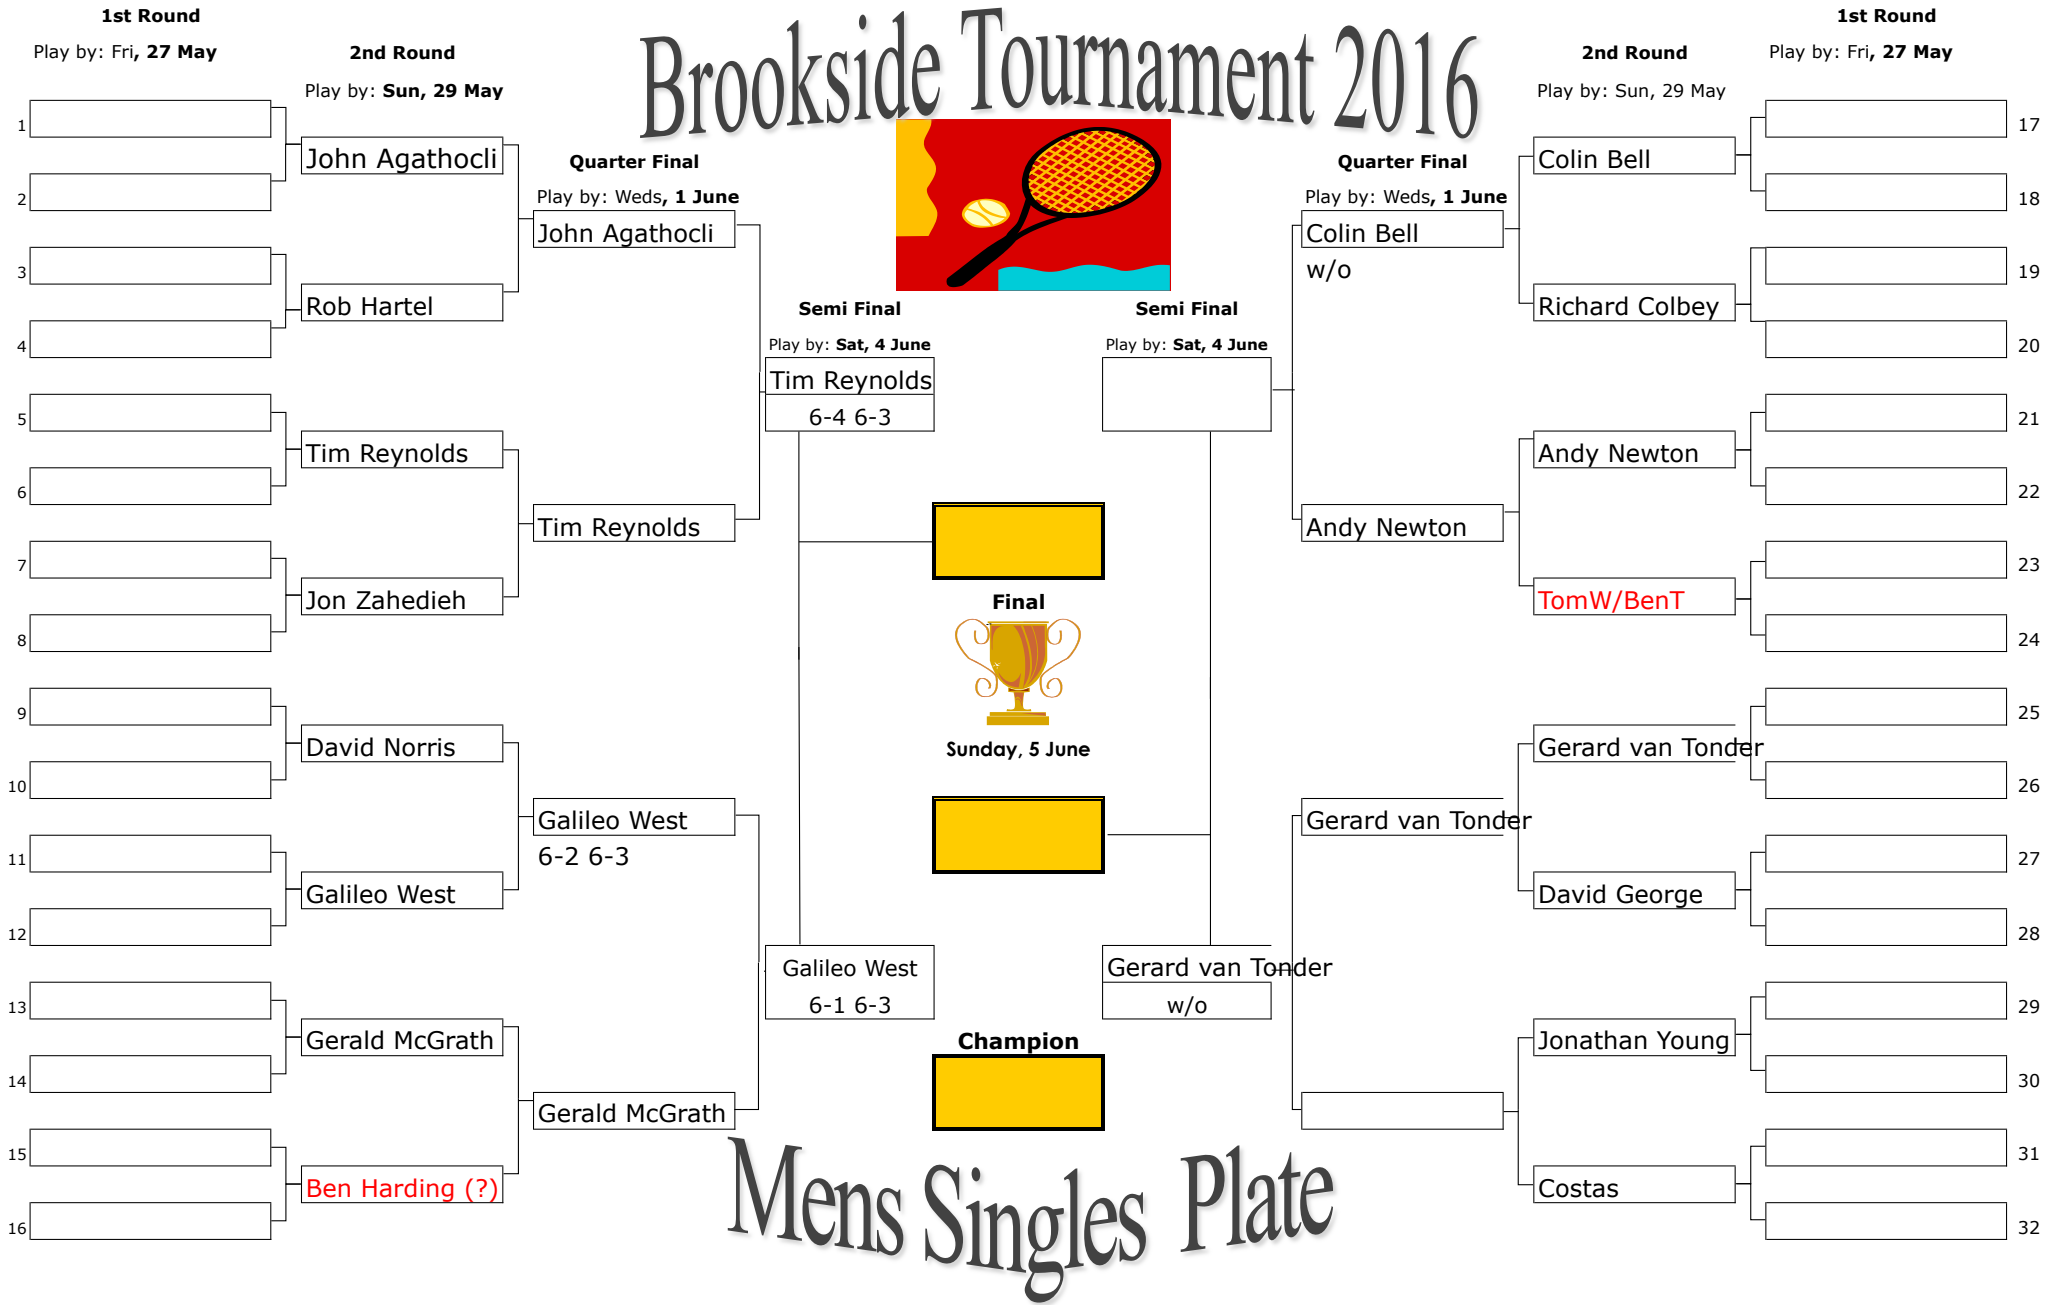 Brookside Tournament 2016
1st Round
Play by: Fri, 27 May
2nd Round
Play by: Sun, 29 May
1
2
3
4
5
6
7
8
9
10
11
12
13
14
15
16
John Agathocli
Rob Hartel
Tim Reynolds
Jon Zahedieh
David Norris
Galileo West
Gerald McGrath
Ben Harding (?)
Quarter Final
Play by: Weds, 1 June
John Agathocli
Tim Reynolds
Galileo West
6-2 6-3
Gerald McGrath
Semi Final
Play by: Sat, 4 June
Tim Reynolds
6-4 6-3
Galileo West
6-1 6-3
Final
Sunday, 5 June
Champion
Semi Final
Play by: Sat, 4 June
Gerard van Tonder
w/o
Quarter Final
Play by: Weds, 1 June
Colin Bell
w/o
Andy Newton
Gerard van Tonder
2nd Round
Play by: Sun, 29 May
Colin Bell
Richard Colbey
Andy Newton
TomW/BenT
Gerard van Tonder
David George
Jonathan Young
Costas
1st Round
Play by: Fri, 27 May
17
18
19
20
21
22
23
24
25
26
27
28
29
30
31
32
Mens Singles Plate